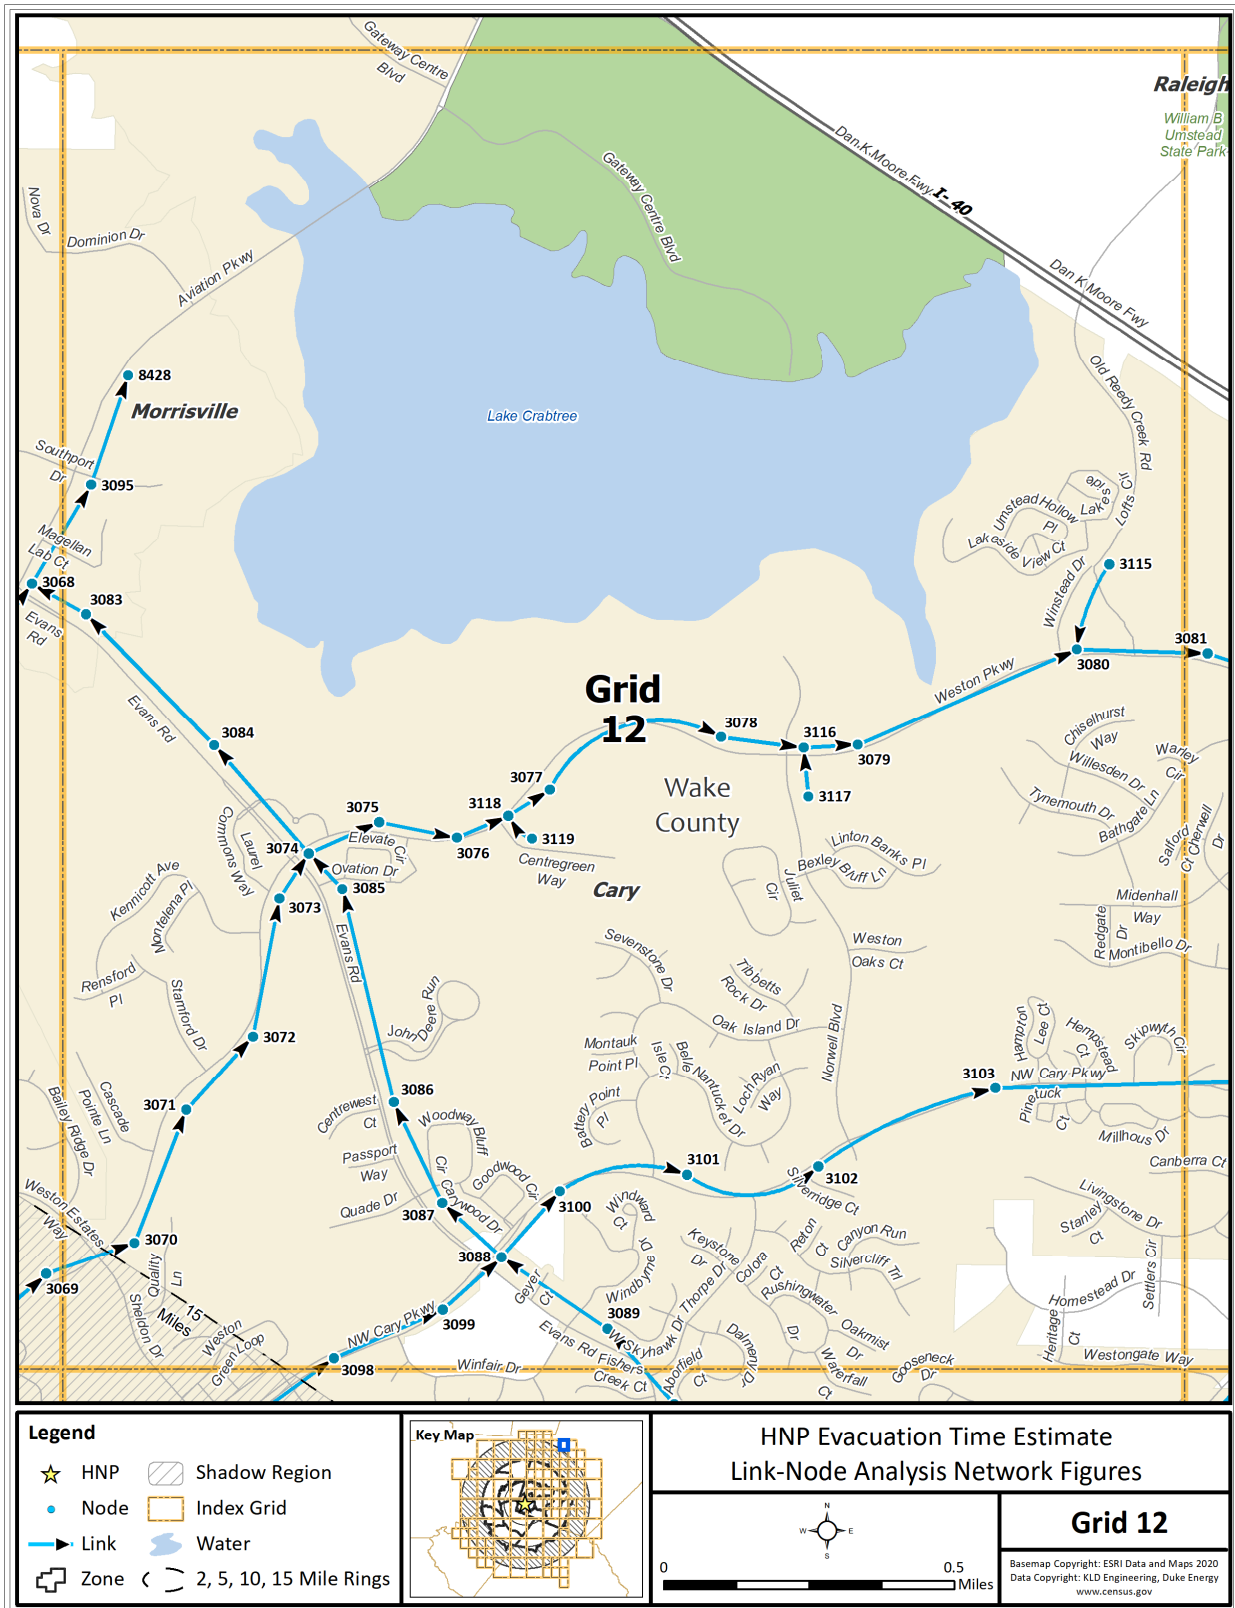 Gateway Centre
Blvd
Raleigh
William B
Umstead
State Park
Dan K Moore Fwy
I-40
Gateway Centre Blvd
Nova Dr
Dominion Dr
Aviation Pkwy
Dan K Moore Fwy
8428
Morrisville
Lake Crabtree
Old Reedy Creek Rd
Southport
Dr
3095
Lakeside
Umstead Hollow
Pl
Lakeside
View Ct
Lofts Cir
Magellan
Lab Ct
3068
3083
Evans
Rd
3115
Winstead Dr
3081
3080
Grid
12
Weston Pkwy
Evans Rd
3084
3078
3116
3079
Chiselhurst
Way
Warley
Cir
Willesden Dr
Tynemouth Dr
Bathgate Ln
Salford
Ct
Cherwell
Dr
3077
Wake
County
3117
3075
3118
3074
Elevate Cir
3076
3119
Centregreen
Way
Commons Way
Laurel
Ovation Dr
3085
Cary
Linton Banks Pl
Bexley Bluff Ln
Juliet
Cir
Kennicott Ave
Montelena Pl
3073
Midenhall
Way
Redgate
Dr
Montibello Dr
Evans Rd
Sevenstone Dr
Weston
Oaks Ct
Rensford
Pl
Stamford Dr
Tibbetts
Rock Dr
John
Deere Run
Oak Island Dr
Norwell Blvd
3072
Montauk
Point Pl
Isle Ct
Belle
Nantucket Dr
Loch Ryan
Way
Hampton
Lee Ct
Hempstead
Ct
Skipwyth Cir
3103
NW Cary Pkwy
Pinetuck
Ct
Millhous Dr
3086
3071
Cascade
Pointe Ln
Bailey Ridge Dr
Centrewest
Ct
Woodway Bluff
Cir
Battery Point
Pl
Passport
Way
Goodwood Cir
Carywood Dr
3101
3102
Silverridge Ct
Canberra Ct
Weston Estates
Way
Quade Dr
3087
3100
Windward
Ct
Livingstone Dr
Stanley
Ct
3070
3088
Keystone
Dr
Reton
Ct
Canyon Run
Silvercliff Trl
3069
Quality
Ln
Geyer
Ct
Windbyrne
Dr
Thorpe Dr
Colora
Ct
Rushingwater
Dr
Homestead Dr
Settlers Cir
15
Miles
Sheldon Dr
Weston
Green Loop
NW Cary Pkwy
3099
3089
W Skyhawk Dr
Evans Rd
Fishers
Creek Ct
Aborfield
Ct
Dalmeny
Dr
Oakmist
Dr
Waterfall
Ct
Gooseneck
Dr
Heritage
Ct
Westongate Way
3098
Winfair Dr
Legend
HNP
Shadow Region
Node
Index Grid
Link
Water
Zone
2, 5, 10, 15 Mile Rings
Key Map
HNP Evacuation Time Estimate
Link-Node Analysis Network Figures
N
W
E
S
0
0.5
Miles
Grid 12
Basemap Copyright: ESRI Data and Maps 2020
Data Copyright: KLD Engineering, Duke Energy
www.census.gov